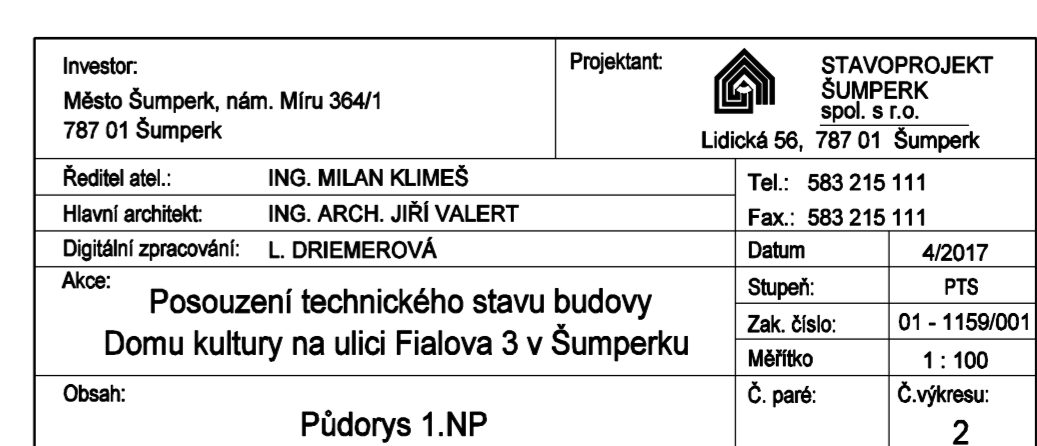 Investor:
Město Šumperk, nám. Míru 364/1
787 01 Šumperk
Projektant:
STAVOPROJEKT
ŠUMPERK
spol. s r.o.
Lidická 56, 787 01 Šumperk
Ředitel atel.: ING. MILAN KLIMEŠ
Hlavní architekt: ING. ARCH. JIŘÍ VALERT
Digitální zpracování: L. DRIEMEROVÁ
Tel.: 583 215 111
Fax.: 583 215 111
Datum 4/2017
Akce:
Posouzení technického stavu budovy
Domu kultury na ulici Fialova 3 v Šumperku
Stupeň: PTS
Zak. číslo: 01 - 1159/001
Měřítko 1 : 100
Obsah:
Půdorys 1.NP
Č. paré:
Č.výkresu:
2